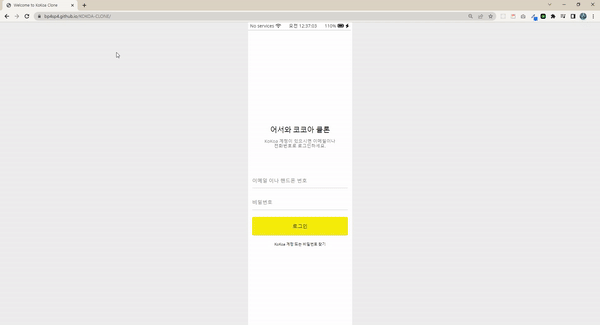 Welcome to Kokoa Clone
bjx4sp4.github.io/KOKOA-CLONE/
No services 오전 12:37:03 110%
어서와 코코아 클론
KoKoa 계정이 있으시면 이메일이나
전화번호로 로그인하세요.
이메일 이나 핸드폰 번호
비밀번호
로그인
KoKoa 계정 또는 비밀번호 찾기